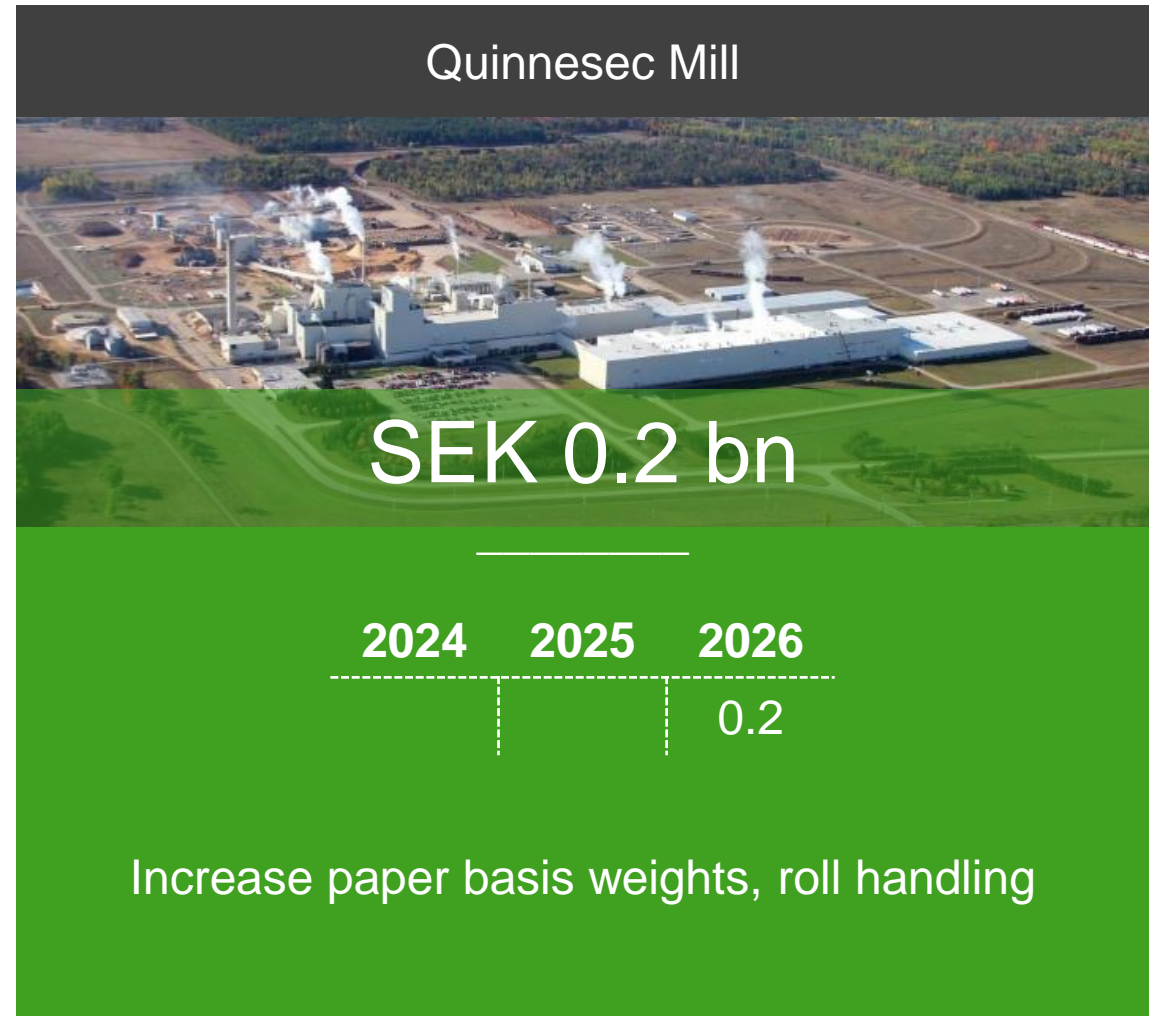 Quinnesec Mill
SEK 0.2 bn
2024 2025 2026
0.2
Increase paper basis weights, roll handling